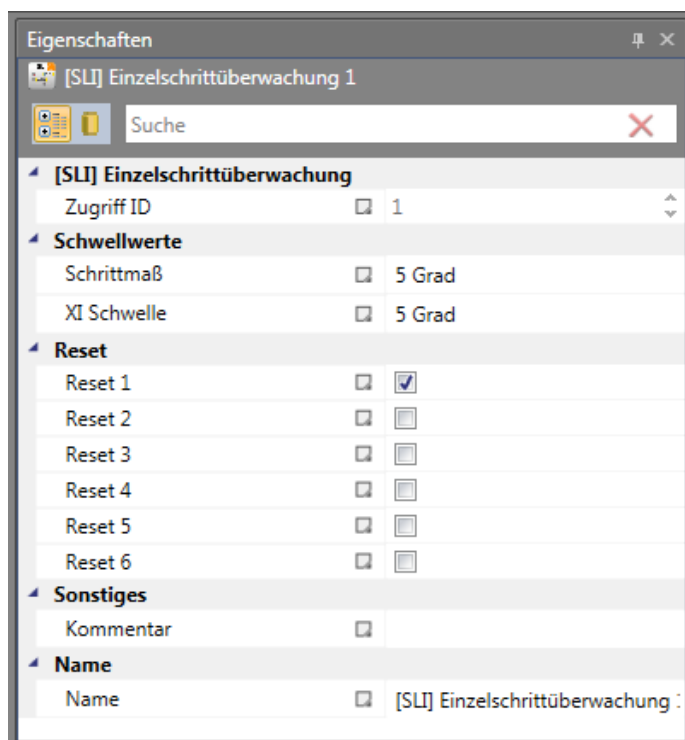 Eigenschaften
[SLI] Einzelschrittüberwachung 1
Suche
[SLI] Einzelschrittüberwachung
Zugriff ID 1
Schwellwerte
Schrittmaß 5 Grad
XI Schwelle 5 Grad
Reset
Reset 1
Reset 2
Reset 3
Reset 4
Reset 5
Reset 6
Sonstiges
Kommentar
Name
Name [SLI] Einzelschrittüberwachung 1